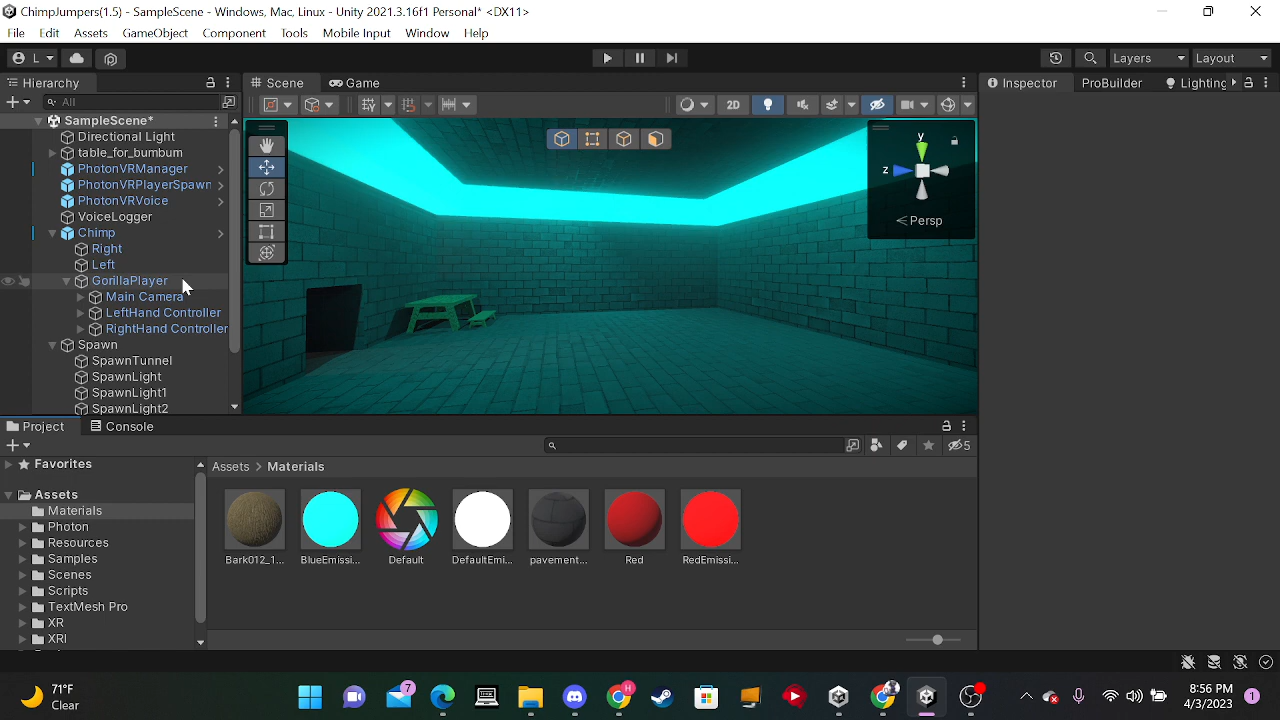 ChimpJumpers(1.5) - SampleScene - Windows, Mac, Linux - Unity 2021.3.16f1 Personal* <DX11>
File Edit Assets GameObject Component Tools Mobile Input Window Help
L Layers Layout
Hierarchy Scene Game Inspector ProBuilder Lighting
All 2D
SampleScene*
Directional Light
table_for_bumbum
PhotonVRManager
PhotonVRPlayerSpawn
PhotonVRVoice
VoiceLogger
Chimp
Right
Left
GorillaPlayer
Main Camera
LeftHand Controller
RightHand Controller
Spawn
SpawnTunnel
SpawnLight
SpawnLight1
SpawnLight2
y
z
Persp
Project Console
5
Favorites
Assets
Materials
Photon
Resources
Samples
Scenes
Scripts
TextMesh Pro
XR
XRI
Assets > Materials
Bark012_1... BlueEmissi... Default DefaultEmi... pavement... Red RedEmissi...
71°F
Clear
7
H
8:56 PM
4/3/2023
1